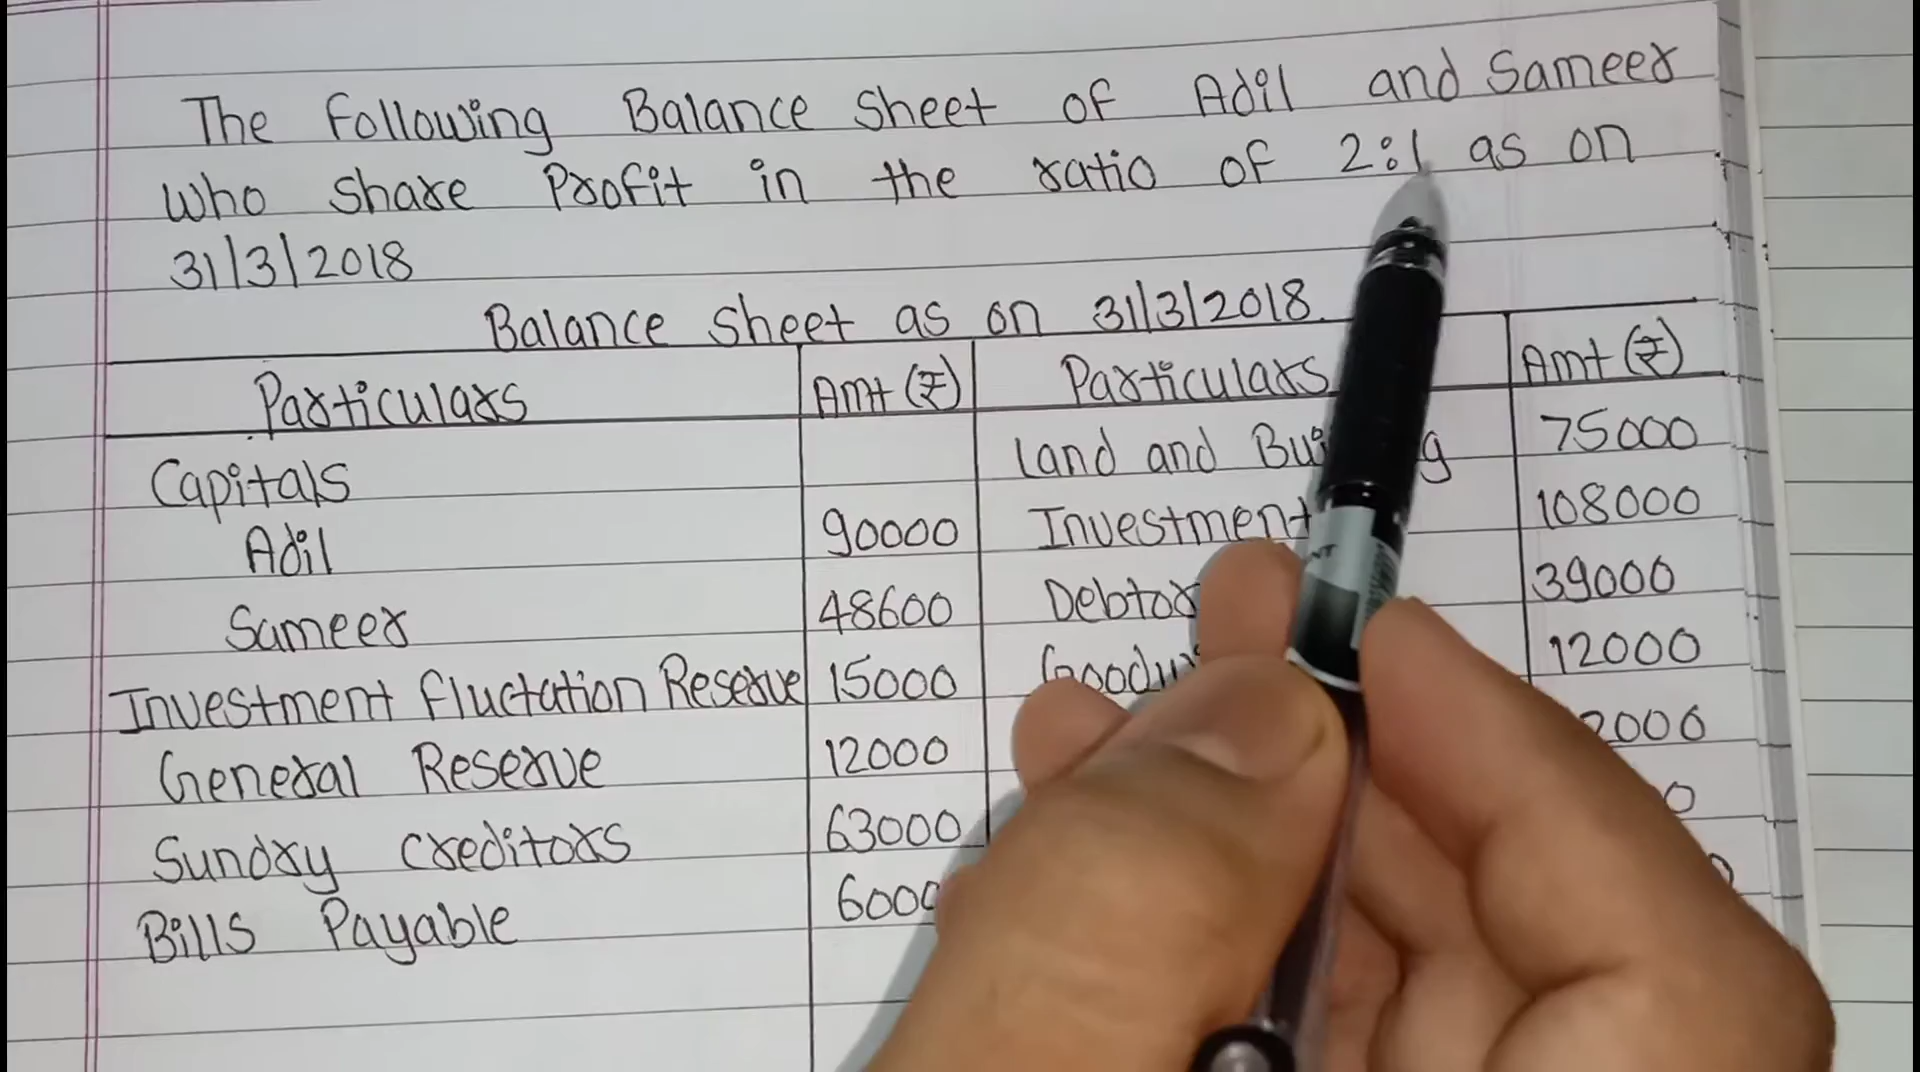 The Following Balance Sheet of Adil and Sameer
Who share Profit in the ratio of 2:1 as on
31/3/2018
Balance Sheet as on 31/3/2018.
Particulars Amt (₹) Particulars Amt (₹)
Capitals Land and 75000
Adil 90000 Investment 108000
Sameer 48600 39000
Investment Fluctation Reserve 15000 12000
General Reserve 12000
Sundry creditors 63000
Bills Payable